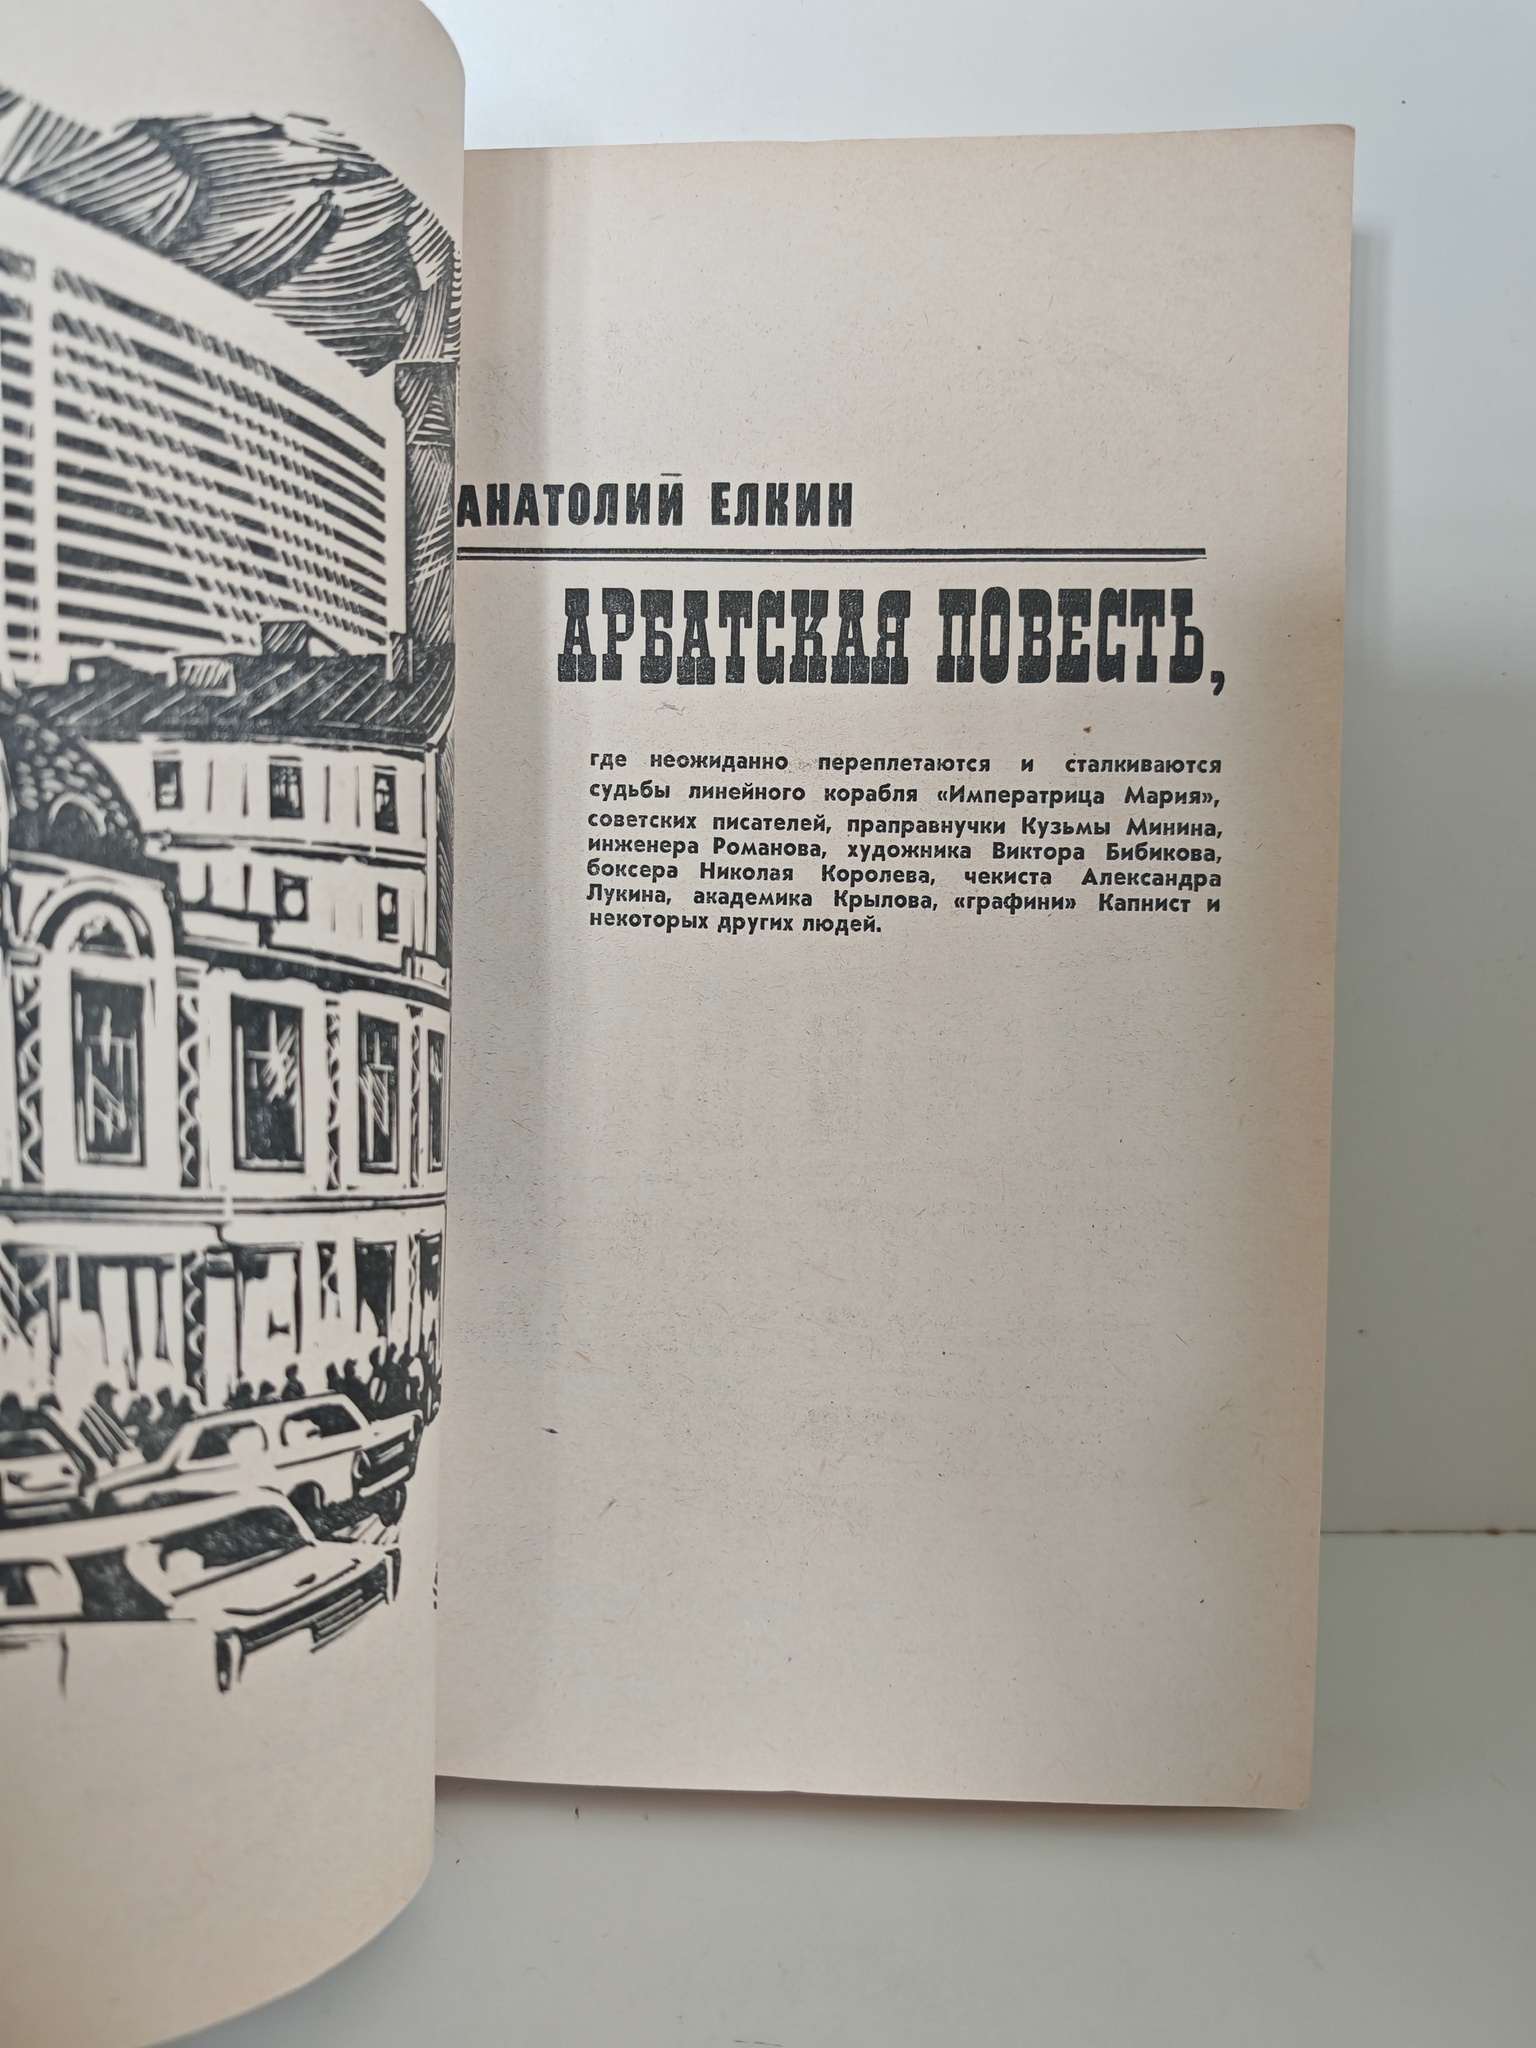 АНАТОЛИЙ ЕЛКИН
АРБАТСКАЯ ПОВЕСТЬ,
где неожиданно переплетаются и сталкиваются
судьбы линейного корабля «Императрица Мария»,
советских писателей, праправнучки Кузьмы Минина,
инженера Романова, художника Виктора Бибикова,
боксера Николая Королева, чекиста Александра
Лукина, академика Крылова, «графини» Капнист и
некоторых других людей.